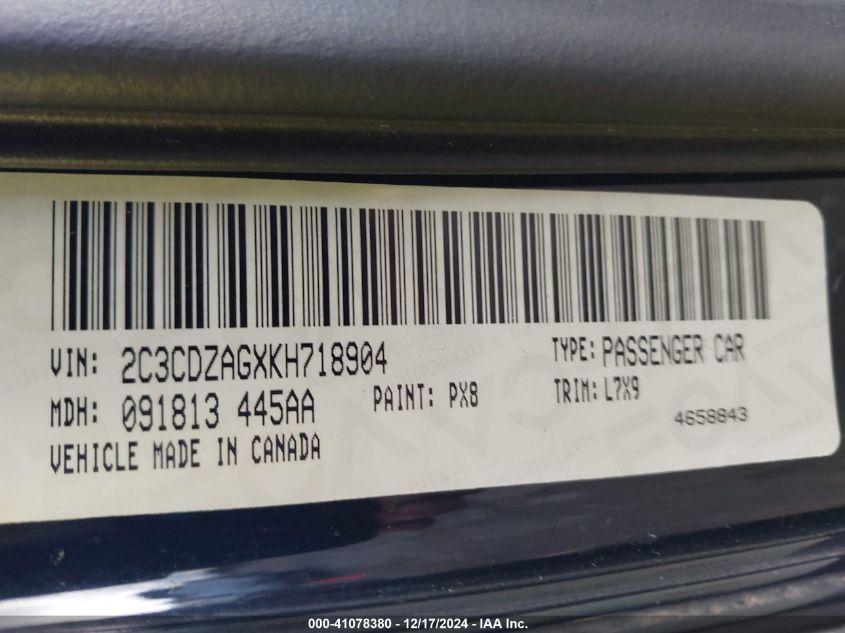 VIN: 2C3CDZAGXKH718904 TYPE: PASSENGER CAR
MDH: 091813 445AA PAINT: PX8 TRIM: L7X9
4658843
VEHICLE MADE IN CANADA
000-41078380 - 12/17/2024 - IAA Inc.